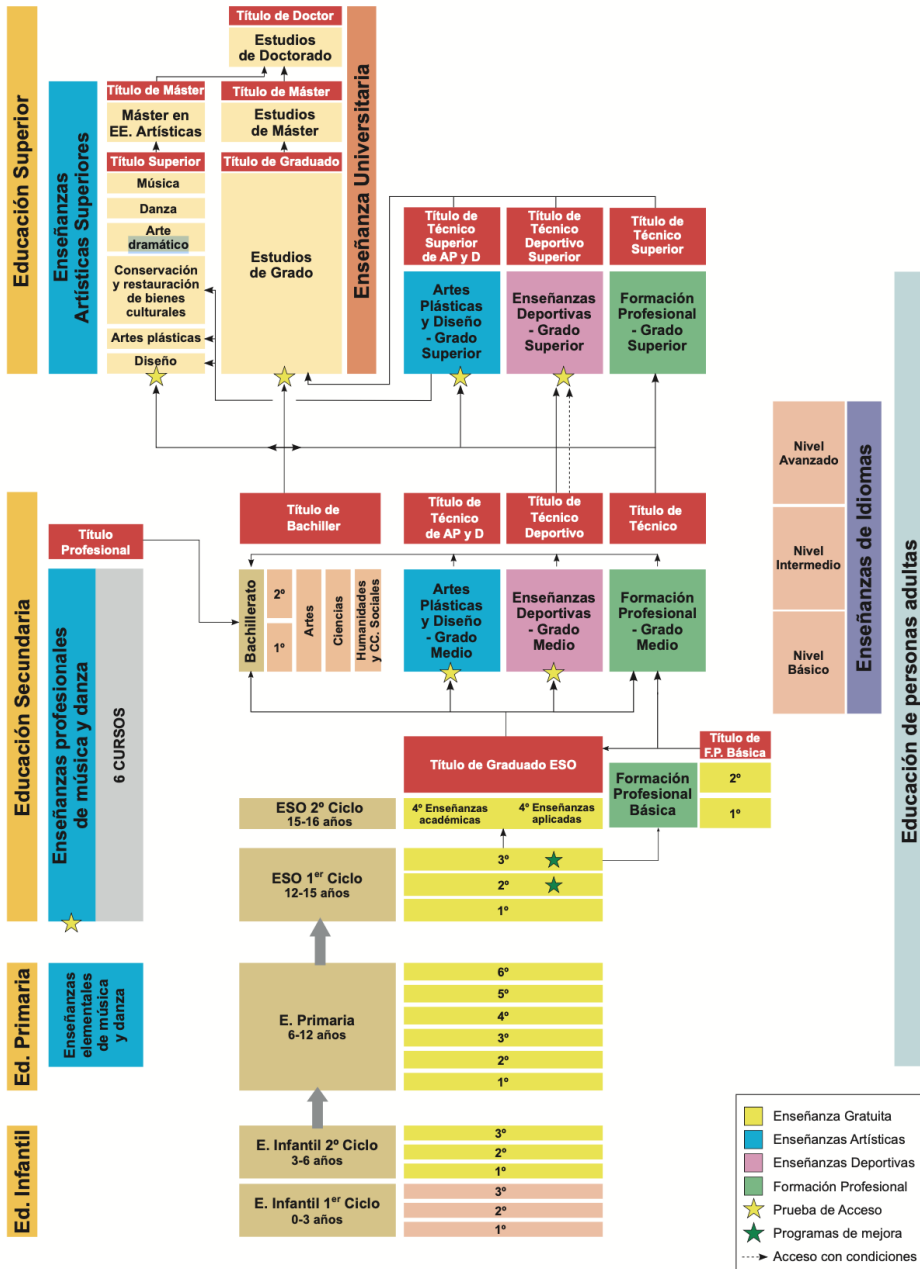 Educación Superior
Enseñanzas
Artísticas Superiores
Título de Doctor
Estudios
de Doctorado
Título de Máster
Máster en
EE. Artísticas
Título Superior
Música
Danza
Arte
dramático
Conservación y
restauración de
bienes
culturales
Artes plásticas
Diseño
Título de Máster
Estudios
de Máster
Título de Graduado
Estudios
de Grado
Enseñanza Universitaria
Título de
Técnico
Superior
de AP y D
Artes
Plásticas
y Diseño
- Grado
Superior
Título de
Técnico
Deportivo
Superior
Enseñanzas
Deportivas
- Grado
Superior
Título de
Técnico
Superior
Formación
Profesional
- Grado
Superior
Nivel
Avanzado
Nivel
Intermedio
Nivel
Básico
Enseñanzas de Idiomas
Educación de personas adultas
Educación Secundaria
Título
Profesional
Enseñanzas profesionales
de música y danza
6 CURSOS
Título de
Bachiller
Bachillerato
2º
1º
Artes
Ciencias
Humanidades
y CC. Sociales
Título de
Técnico
de AP y D
Artes
Plásticas
y Diseño
- Grado
Medio
Título de
Técnico
Deportivo
Enseñanzas
Deportivas
- Grado
Medio
Título de
Técnico
Formación
Profesional
- Grado
Medio
Título de Graduado ESO
Título de
F.P. Básica
Formación
Profesional
Básica
2º
1º
ESO 2º Ciclo
15-16 años
4º Enseñanzas
académicas
4º Enseñanzas
aplicadas
ESO 1er Ciclo
12-15 años
3º
2º
1º
Ed. Primaria
Enseñanzas
elementales
de música
y danza
E. Primaria
6-12 años
6º
5º
4º
3º
2º
1º
Ed. Infantil
E. Infantil 2º Ciclo
3-6 años
3º
2º
1º
E. Infantil 1er Ciclo
0-3 años
3º
2º
1º
Enseñanza Gratuita
Enseñanzas Artísticas
Enseñanzas Deportivas
Formación Profesional
Prueba de Acceso
Programas de mejora
Acceso con condiciones